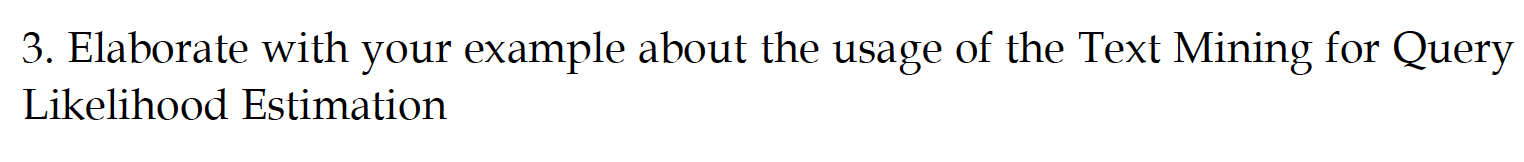 3. Elaborate with your example about the usage of the Text Mining for Query
Likelihood Estimation